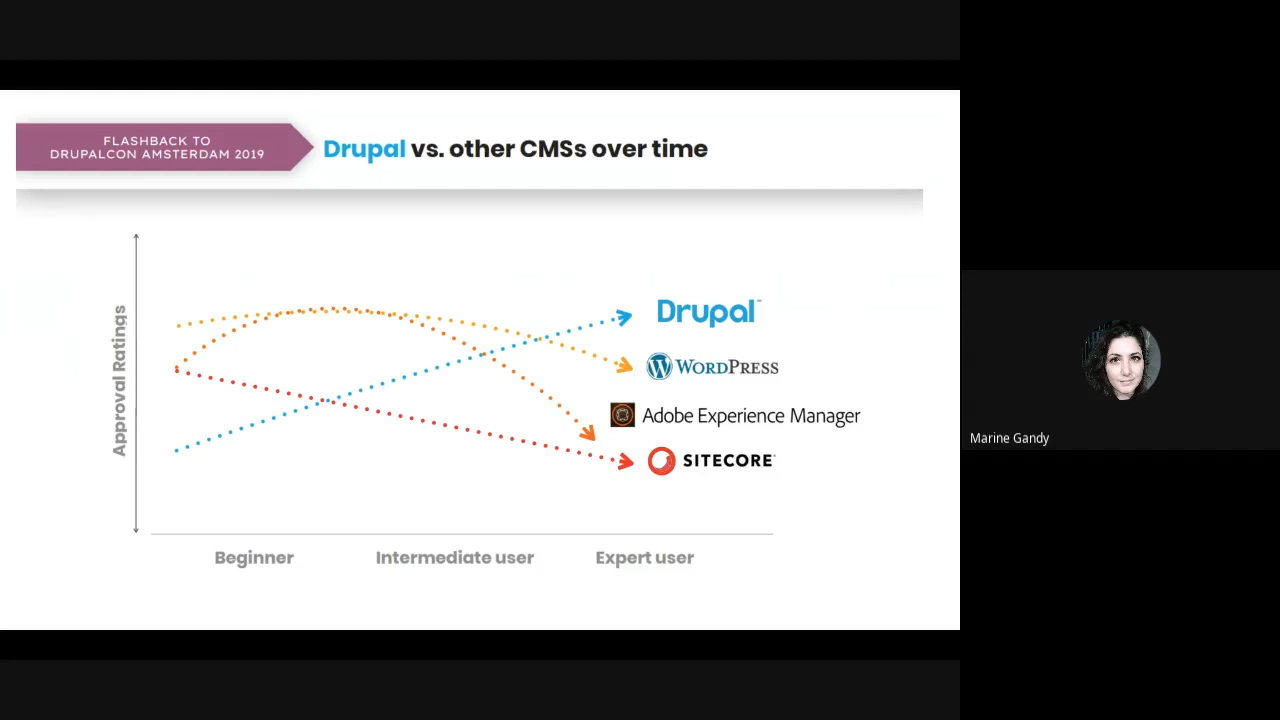 FLASHBACK TO
DRUPALCON AMSTERDAM 2019
Drupal vs. other CMSs over time
Approval Ratings
Drupal™
WORDPRESS
Adobe Experience Manager
SITECORE
Beginner
Intermediate user
Expert user
Marine Gandy